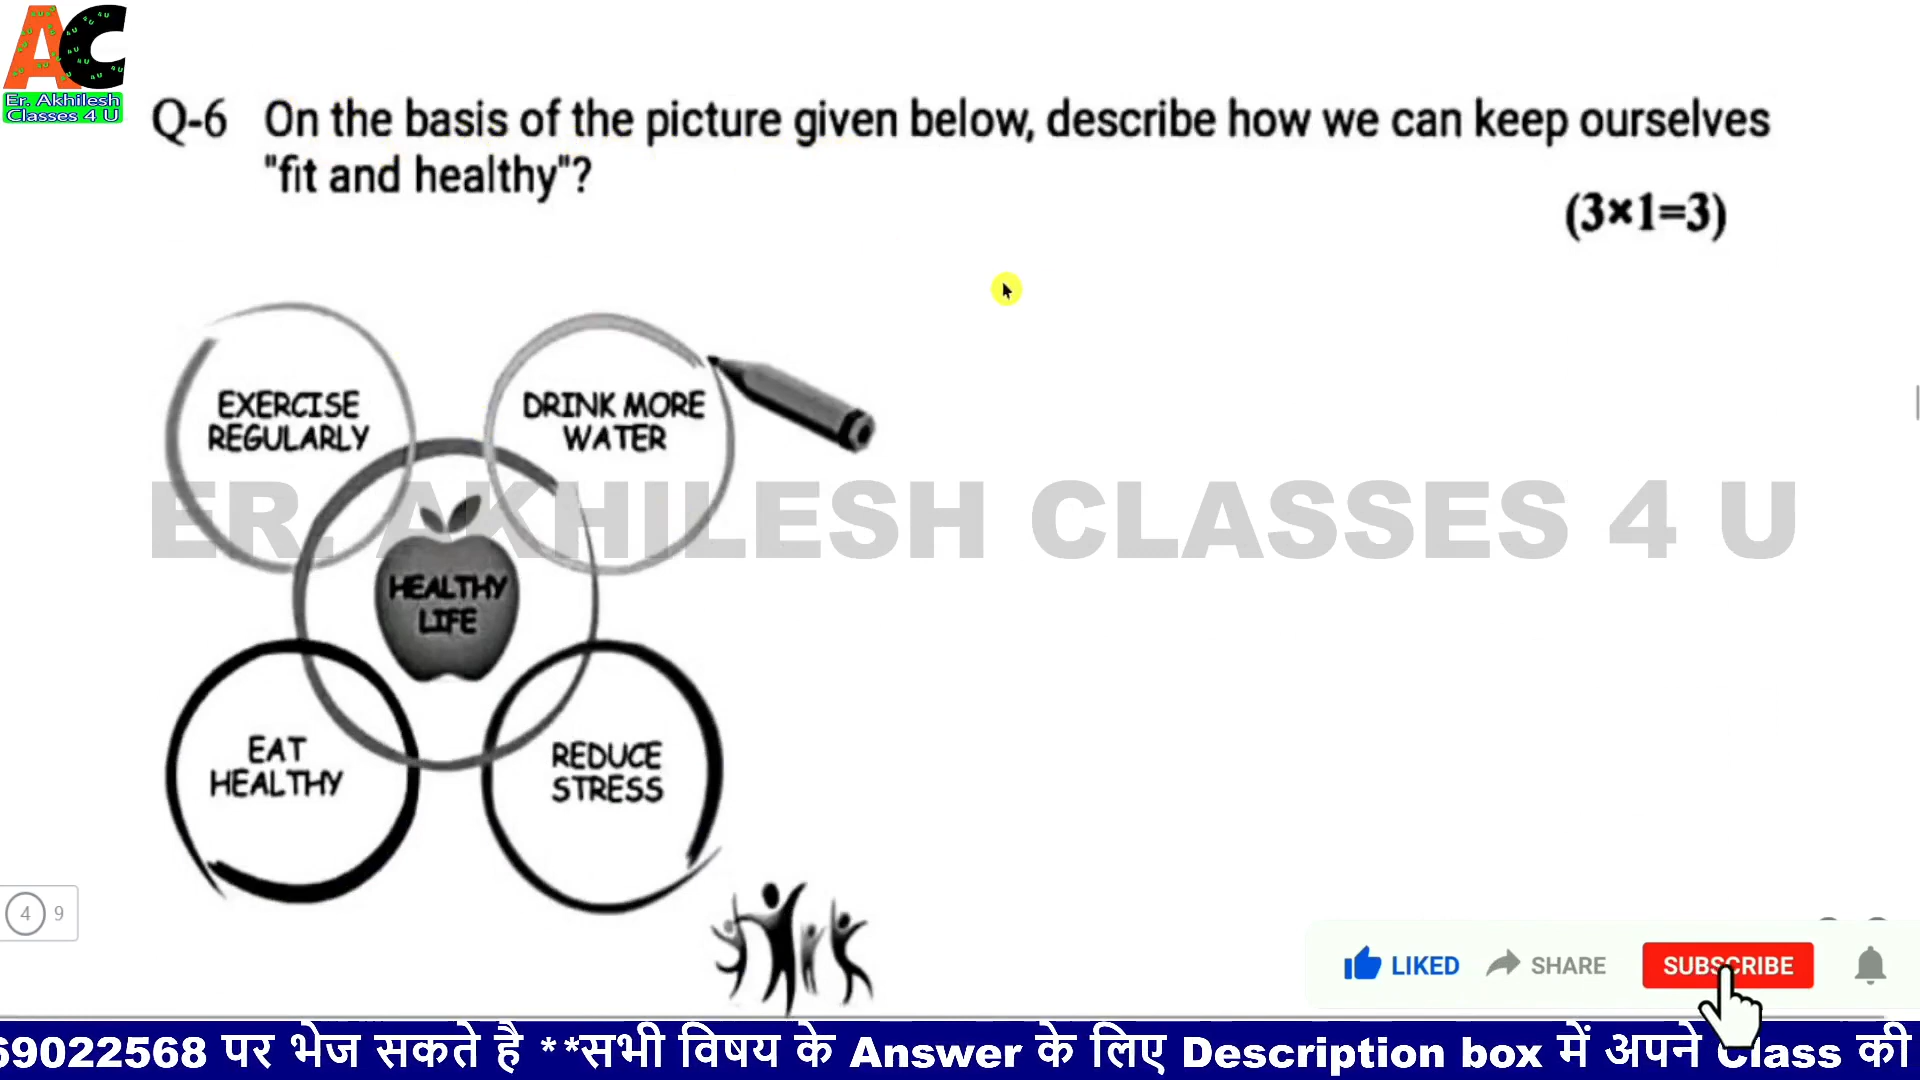 AC
Er. Akhilesh
Classes 4 U
Q-6 On the basis of the picture given below, describe how we can keep ourselves
"fit and healthy"?
(3×1=3)
EXERCISE
REGULARLY
DRINK MORE
WATER
ER. AKHILESH CLASSES 4 U
HEALTHY
LIFE
EAT
HEALTHY
REDUCE
STRESS
4 9
LIKED SHARE SUBSCRIBE
69022568 पर भेज सकते है **सभी विषय के Answer के लिए Description box में अपने Class की